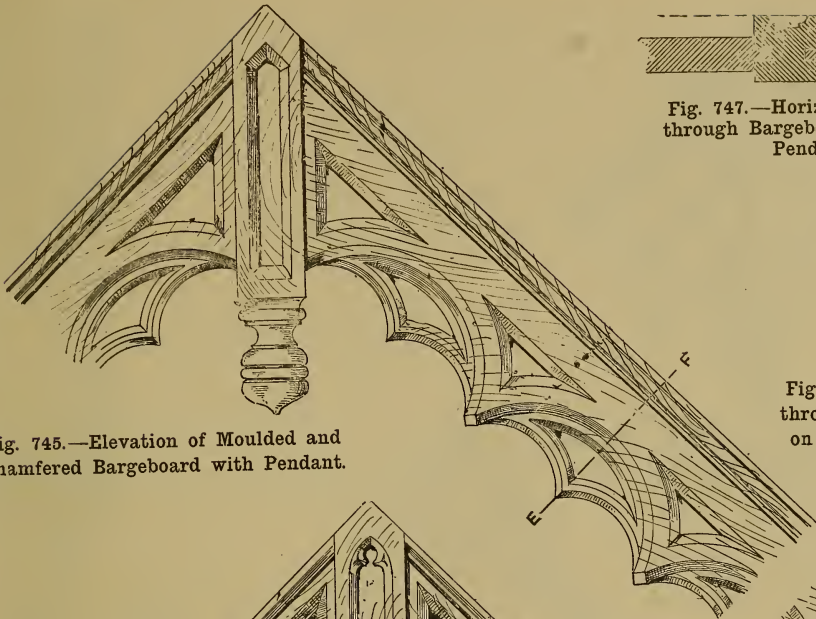 Fig. 747.—Horiz
through Bargeb
Pend
F
Fig
thro
on
ig. 745.—Elevation of Moulded and
hamfered Bargeboard with Pendant.
E